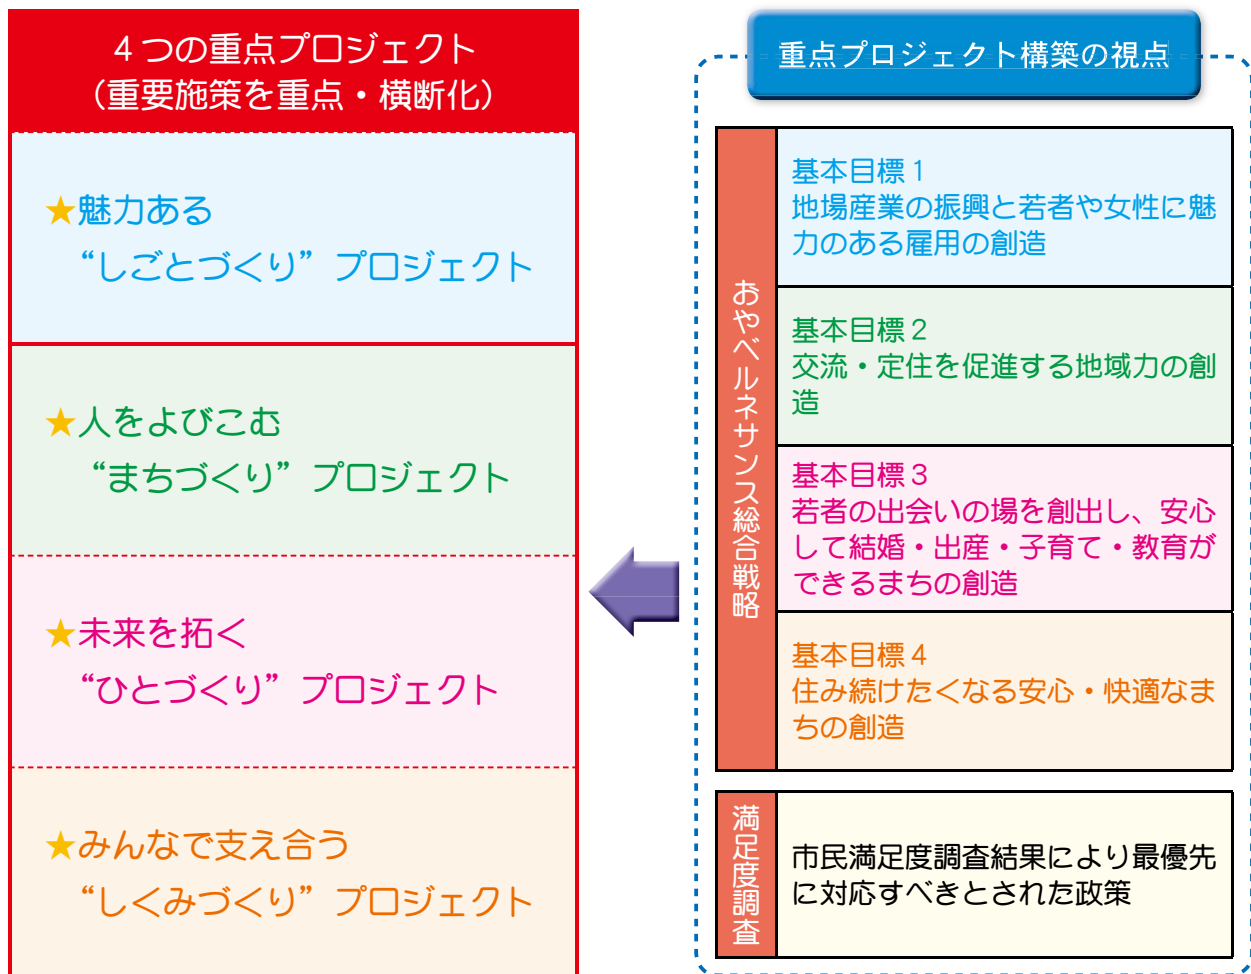 4つの重点プロジェクト
(重要施策を重点・横断化)
★魅力ある
“しごとづくり”プロジェクト
★人をよびこむ
“まちづくり”プロジェクト
★未来を拓く
“ひとづくり”プロジェクト
★みんなで支え合う
“しくみづくり”プロジェクト
重点プロジェクト構築の視点
おやべルネサンス総合戦略
基本目標1
地場産業の振興と若者や女性に魅
力のある雇用の創造
基本目標2
交流・定住を促進する地域力の創
造
基本目標3
若者の出会いの場を創出し、安心
して結婚・出産・子育て・教育が
できるまちの創造
基本目標4
住み続けたくなる安心・快適なま
ちの創造
満足度調査
市民満足度調査結果により最優先
に対応すべきとされた政策